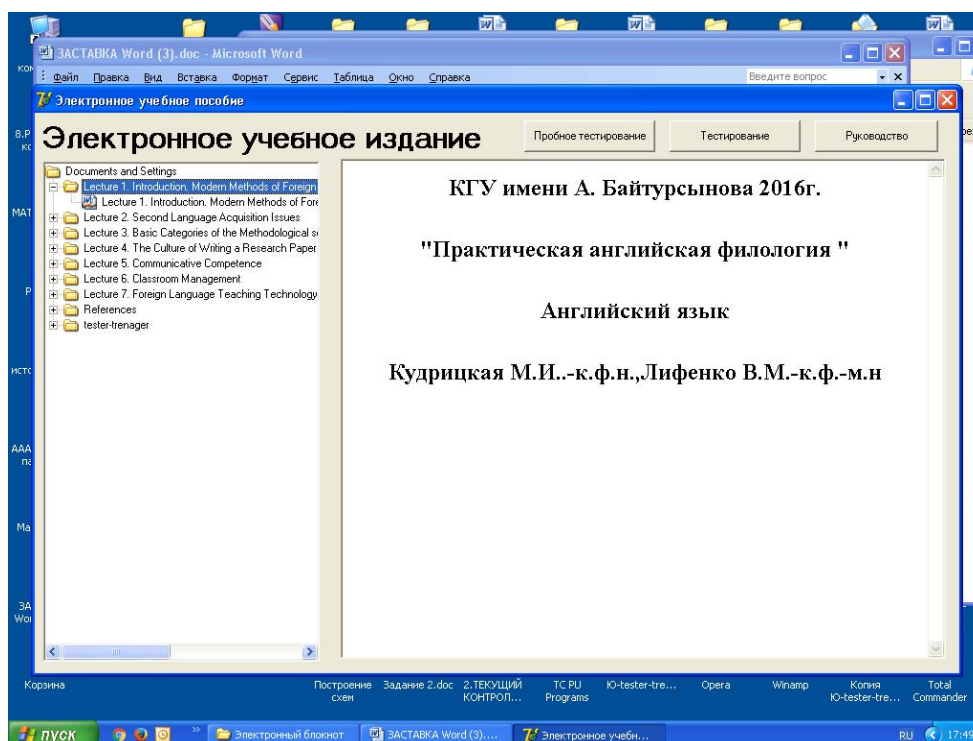 ЗАСТАВКА Word (3).doc - Microsoft Word
Файл Правка Вид Вставка Формат Сервис Таблица Окно Справка Введите вопрос
Электронное учебное пособие
Электронное учебное издание
Пробное тестирование Тестирование Руководство
Documents and Settings
Lecture 1. Introduction. Modern Methods of Foreign
Lecture 1. Introduction. Modern Methods of Fore
Lecture 2. Second Language Acquisition Issues
Lecture 3. Basic Categories of the Methodological s
Lecture 4. The Culture of Writing a Research Paper
Lecture 5. Communicative Competence
Lecture 6. Classroom Management
Lecture 7. Foreign Language Teaching Technology
References
tester-trenager
КГУ имени А. Байтурсынова 2016г.
"Практическая английская филология "
Английский язык
Кудрицкая М.И..-к.ф.н.,Лифенко В.М.-к.ф.-м.н
Корзина
Построение схем
Задание 2.doc
2.ТЕКУЩИЙ КОНТРОЛ...
TC PU Programs
Ю-tester-tre...
Opera
Winamp
Копия Ю-tester-tre...
Total Commander
пуск
Электронный блокнот
ЗАСТАВКА Word (3)....
Электронное учебн...
RU
17:49